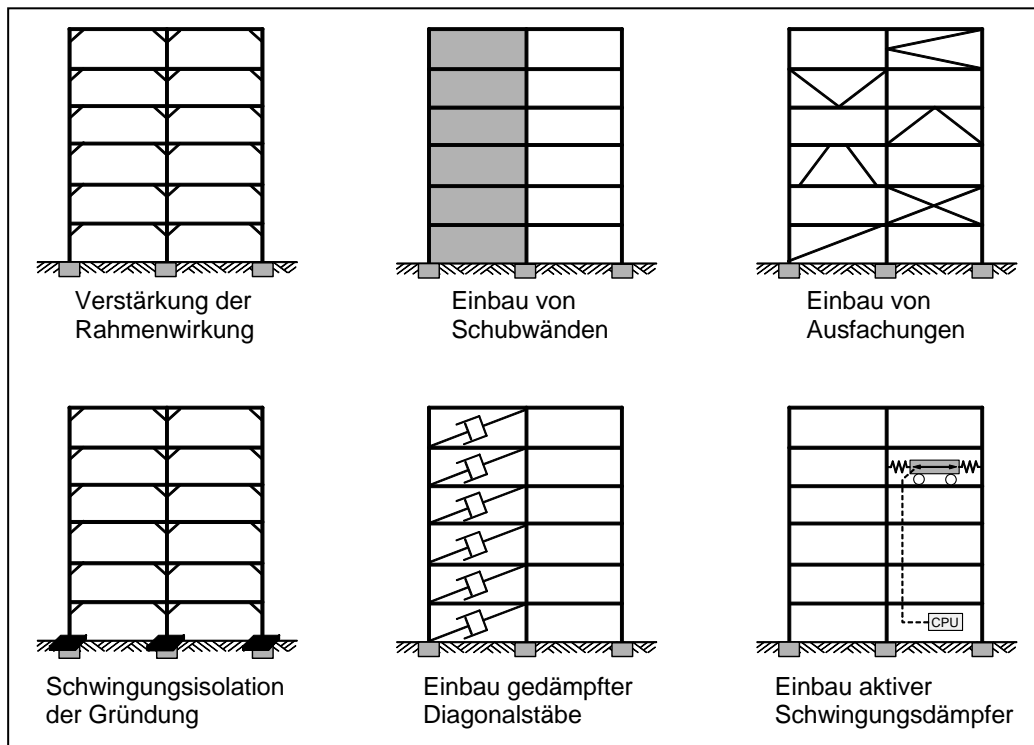 Verstärkung der
Rahmenwirkung
Einbau von
Schubwänden
Einbau von
Ausfachungen
CPU
Schwingungsisolation
der Gründung
Einbau gedämpfter
Diagonalstäbe
Einbau aktiver
Schwingungsdämpfer